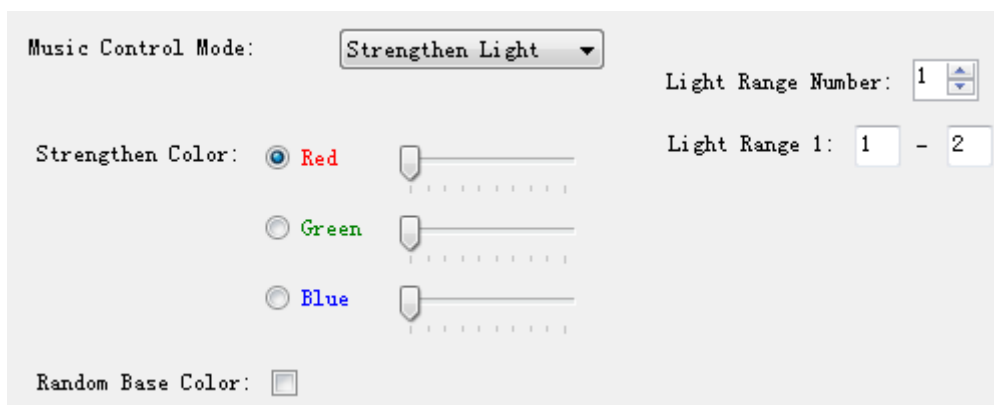 Music Control Mode: Strengthen Light
Light Range Number: 1
Strengthen Color: Red
Light Range 1: 1 - 2
Green
Blue
Random Base Color: